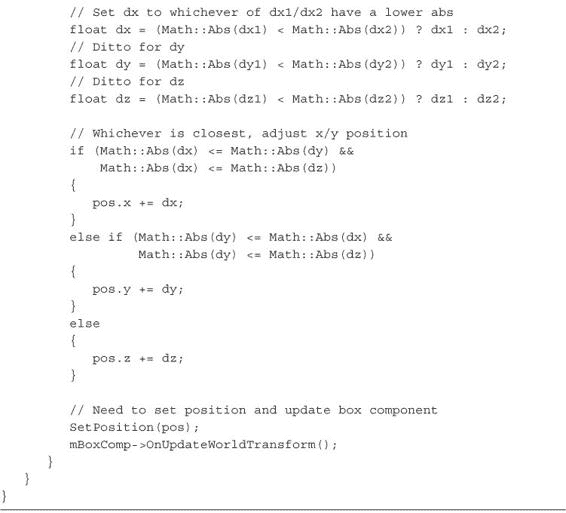 // Set dx to whichever of dx1/dx2 have a lower abs
float dx = (Math::Abs(dx1) < Math::Abs(dx2)) ? dx1 : dx2;
// Ditto for dy
float dy = (Math::Abs(dy1) < Math::Abs(dy2)) ? dy1 : dy2;
// Ditto for dz
float dz = (Math::Abs(dz1) < Math::Abs(dz2)) ? dz1 : dz2;
// Whichever is closest, adjust x/y position
if (Math::Abs(dx) <= Math::Abs(dy) &&
Math::Abs(dx) <= Math::Abs(dz))
{
pos.x += dx;
}
else if (Math::Abs(dy) <= Math::Abs(dx) &&
Math::Abs(dy) <= Math::Abs(dz))
{
pos.y += dy;
}
else
{
pos.z += dz;
}
// Need to set position and update box component
SetPosition(pos);
mBoxComp->OnUpdateWorldTransform();
}
}
}